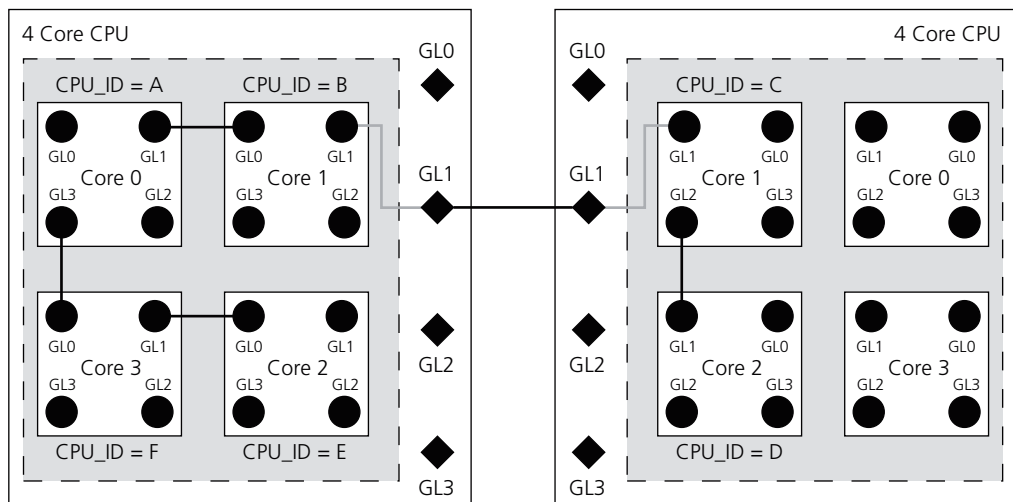 4 Core CPU
CPU_ID = A
CPU_ID = B
GL0
GL1
GL0
GL1
Core 0
Core 1
GL3
GL2
GL3
GL2
GL0
GL1
GL0
GL1
Core 3
Core 2
GL3
GL2
GL3
GL2
CPU_ID = F
CPU_ID = E
GL0
GL1
GL2
GL3
GL0
GL1
GL2
GL3
4 Core CPU
CPU_ID = C
GL1
GL0
GL1
GL0
Core 1
Core 0
GL2
GL3
GL2
GL3
GL1
GL0
GL1
GL0
Core 2
Core 3
GL2
GL3
GL2
GL3
CPU_ID = D